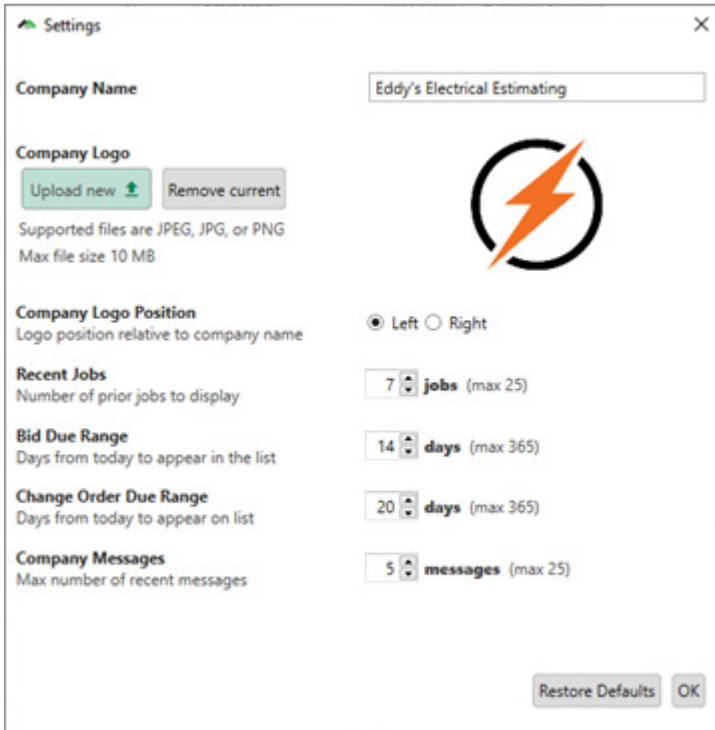 Settings
Company Name
Eddy's Electrical Estimating
Company Logo
Upload new
Remove current
Supported files are JPEG, JPG, or PNG
Max file size 10 MB
Company Logo Position
Logo position relative to company name
Left Right
Recent Jobs
Number of prior jobs to display
7 jobs (max 25)
Bid Due Range
Days from today to appear in the list
14 days (max 365)
Change Order Due Range
Days from today to appear on list
20 days (max 365)
Company Messages
Max number of recent messages
5 messages (max 25)
Restore Defaults
OK